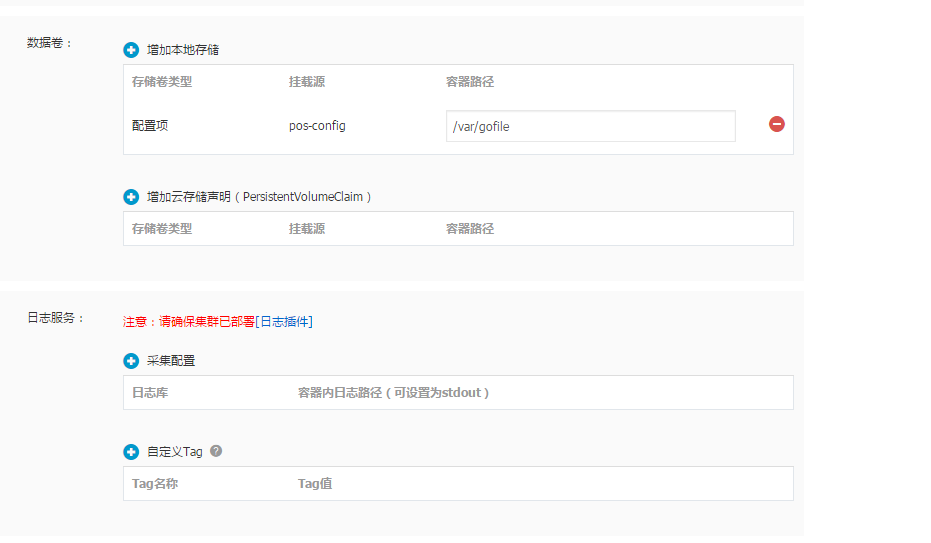 数据卷：
增加本地存储
存储卷类型 挂载源 容器路径
配置项 pos-config /var/gofile
增加云存储声明（PersistentVolumeClaim）
存储卷类型 挂载源 容器路径
日志服务：
注意：请确保集群已部署[日志插件]
采集配置
日志库 容器内日志路径（可设置为stdout）
自定义Tag ?
Tag名称 Tag值